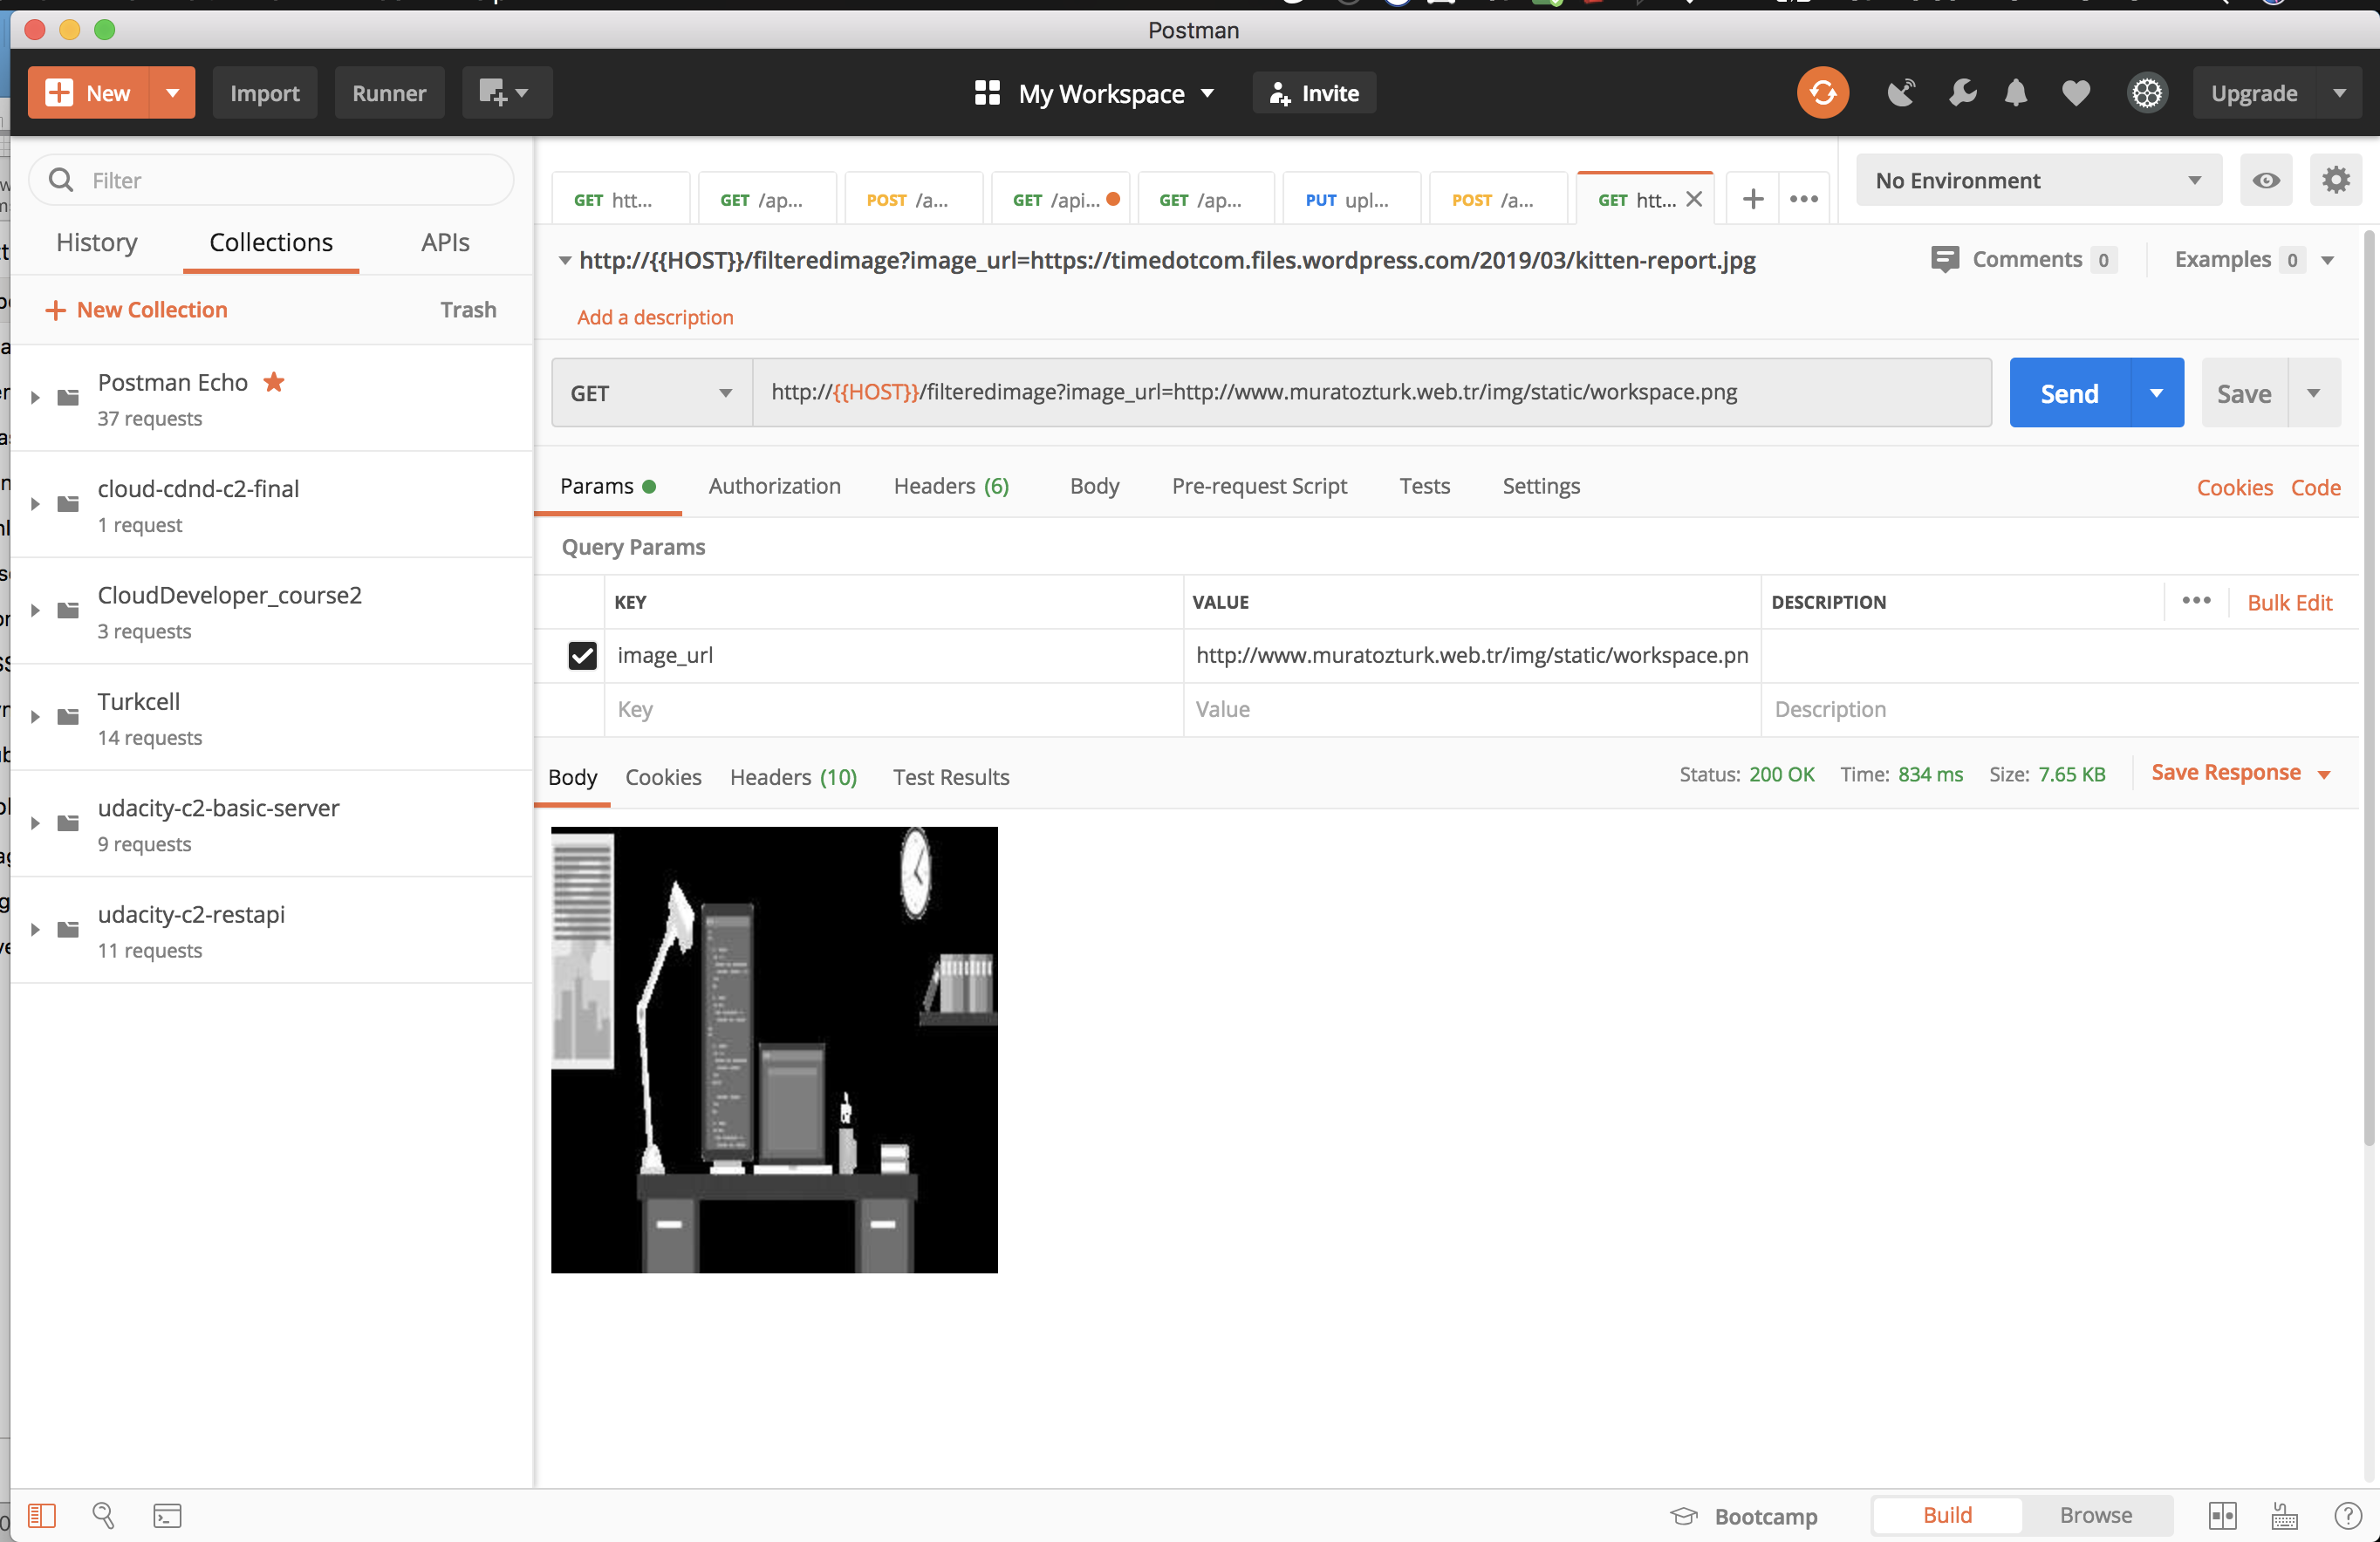 Postman
New
Import
Runner
My Workspace
Invite
Upgrade
Filter
History
Collections
APIs
New Collection
Trash
Postman Echo
37 requests
cloud-cdnd-c2-final
1 request
CloudDeveloper_course2
3 requests
Turkcell
14 requests
udacity-c2-basic-server
9 requests
udacity-c2-restapi
11 requests
GET htt...
GET /ap...
POST /a...
GET /api...
GET /ap...
PUT upl...
POST /a...
GET htt...
No Environment
http://{{HOST}}/filteredimage?image_url=https://timedotcom.files.wordpress.com/2019/03/kitten-report.jpg
Comments 0
Examples 0
Add a description
GET
http://{{HOST}}/filteredimage?image_url=http://www.muratozturk.web.tr/img/static/workspace.png
Send
Save
Params
Authorization
Headers (6)
Body
Pre-request Script
Tests
Settings
Cookies
Code
Query Params
KEY
VALUE
DESCRIPTION
Bulk Edit
image_url
http://www.muratozturk.web.tr/img/static/workspace.pn
Key
Value
Description
Body
Cookies
Headers (10)
Test Results
Status: 200 OK
Time: 834 ms
Size: 7.65 KB
Save Response
Bootcamp
Build
Browse